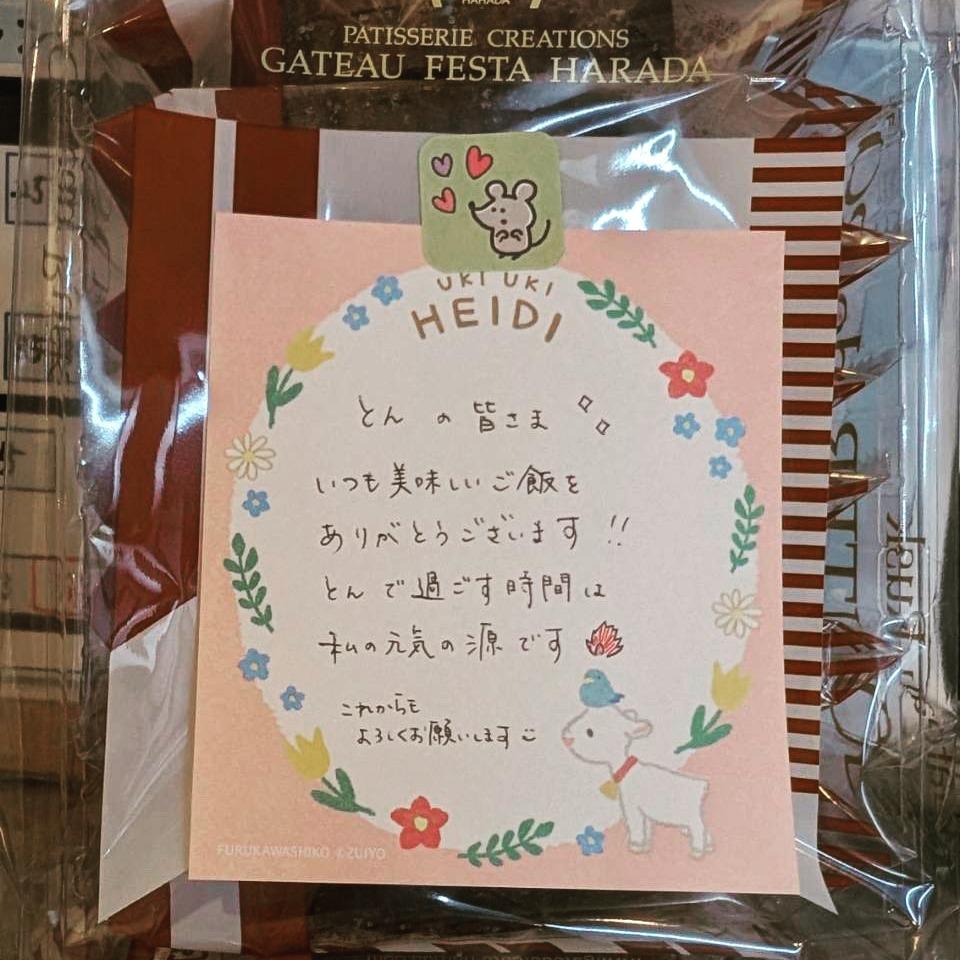 HARADA
PATISSERIE CREATIONS
GATEAU FESTA HARADA
UKI UKI
HEIDI
とんの皆さま
いつも美味しいご飯を
ありがとうございます!!
とんで過ごす時間は
私の元気の源です
これからも
よろしくお願いします
FURUKAWASHIKO ©ZUIYO